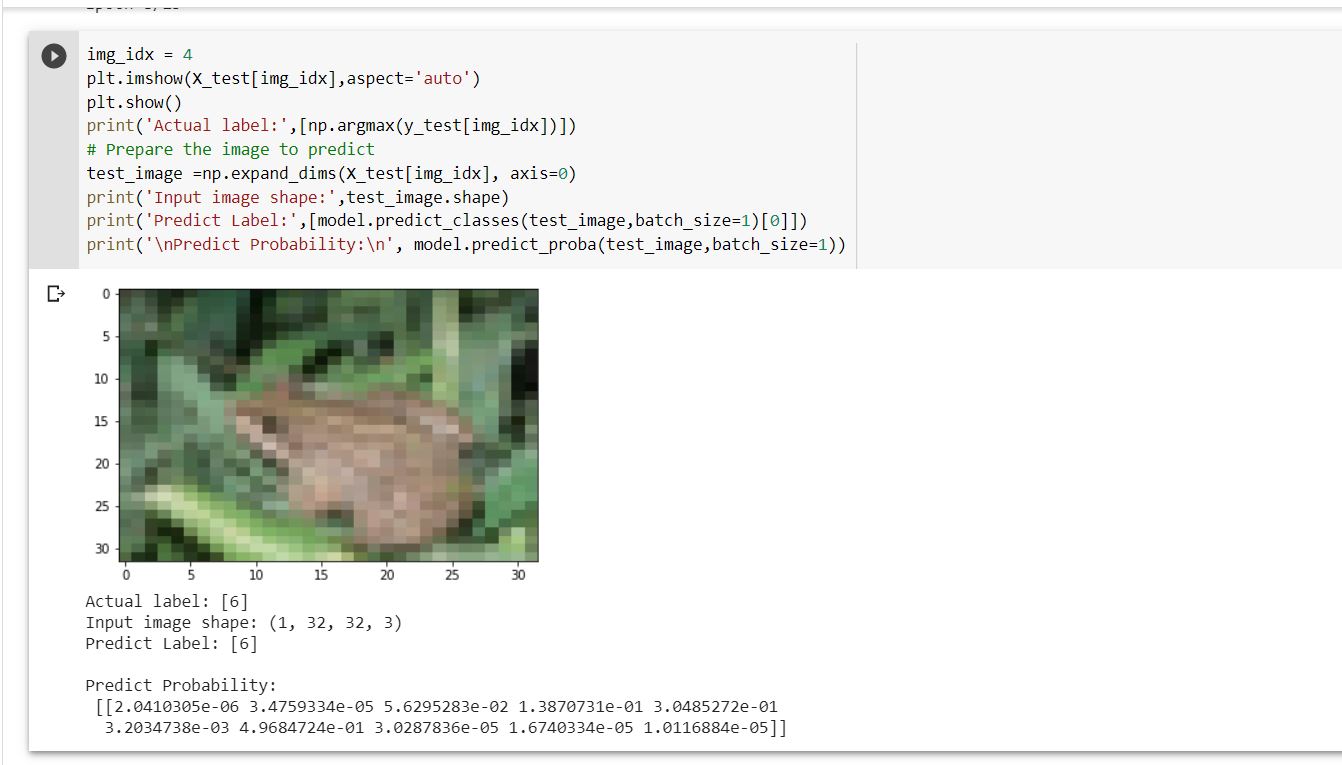 img_idx = 4
plt.imshow(X_test[img_idx],aspect='auto')
plt.show()
print('Actual label:',[np.argmax(y_test[img_idx])])
# Prepare the image to predict
test_image =np.expand_dims(X_test[img_idx], axis=0)
print('Input image shape:',test_image.shape)
print('Predict Label:',[model.predict_classes(test_image,batch_size=1)[0]])
print('\nPredict Probability:\n', model.predict_proba(test_image,batch_size=1))
0
5
10
15
20
25
30
0 5 10 15 20 25 30
Actual label: [6]
Input image shape: (1, 32, 32, 3)
Predict Label: [6]
Predict Probability:
[[2.0410305e-06 3.4759334e-05 5.6295283e-02 1.3870731e-01 3.0485272e-01
3.2034738e-03 4.9684724e-01 3.0287836e-05 1.6740334e-05 1.0116884e-05]]